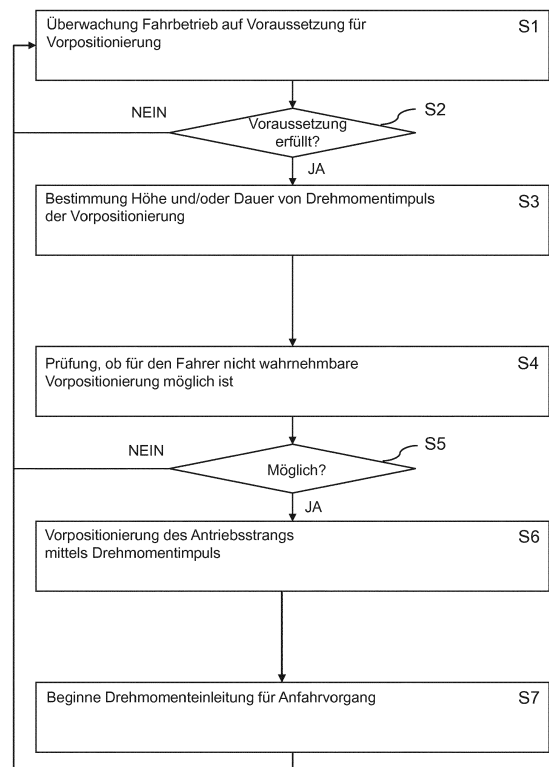 Überwachung Fahrbetrieb auf Voraussetzung für
Vorpositionierung
S1
NEIN
S2
Voraussetzung
erfüllt?
JA
Bestimmung Höhe und/oder Dauer von Drehmomentimpuls
der Vorpositionierung
S3
Prüfung, ob für den Fahrer nicht wahrnehmbare
Vorpositionierung möglich ist
S4
NEIN
S5
Möglich?
JA
Vorpositionierung des Antriebsstrangs
mittels Drehmomentimpuls
S6
Beginne Drehmomenteinleitung für Anfahrvorgang
S7